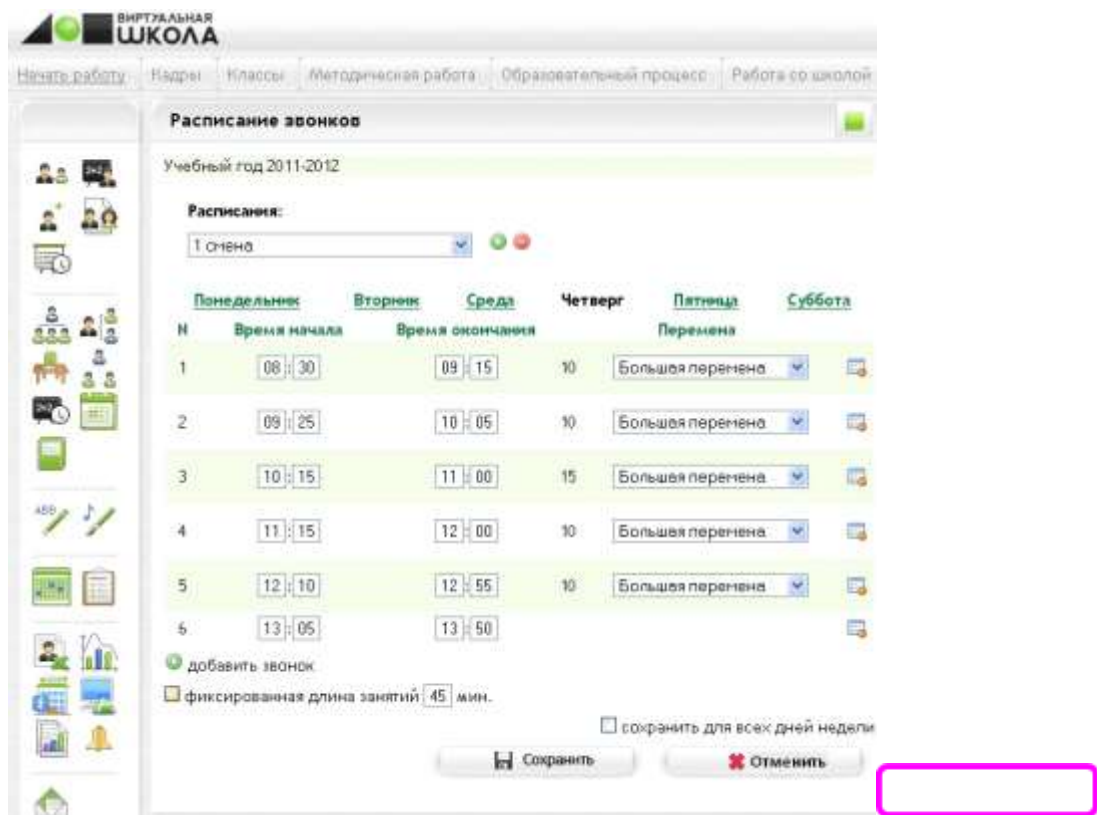 ВИРТУАЛЬНАЯ
ШКОЛА
Начать работу Кадры Классы Методическая работа Образовательный процесс Работа со школой
Расписание звонков
Учебный год 2011-2012
Расписания:
1 смена
Понедельник Вторник Среда Четверг Пятница Суббота
N Время начала Время окончания Перемена
1 08 : 30 09 : 15 10 Большая перемена
2 09 : 25 10 : 05 10 Большая перемена
3 10 : 15 11 : 00 15 Большая перемена
4 11 : 15 12 : 00 10 Большая перемена
5 12 : 10 12 : 55 10 Большая перемена
6 13 : 05 13 : 50
добавить звонок
фиксированная длина занятий 45 мин.
сохранить для всех дней недели
Сохранить Отменить